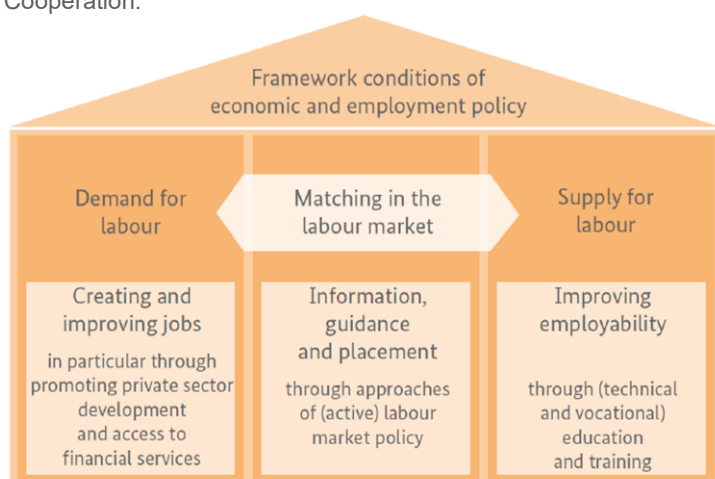 Cooperation.
Framework conditions of
economic and employment policy
Demand for
labour
Matching in the
labour market
Supply for
labour
Creating and
improving jobs
in particular through
promoting private sector
development
and access to
financial services
Information,
guidance
and placement
through approaches
of (active) labour
market policy
Improving
employability
through (technical
and vocational)
education
and training